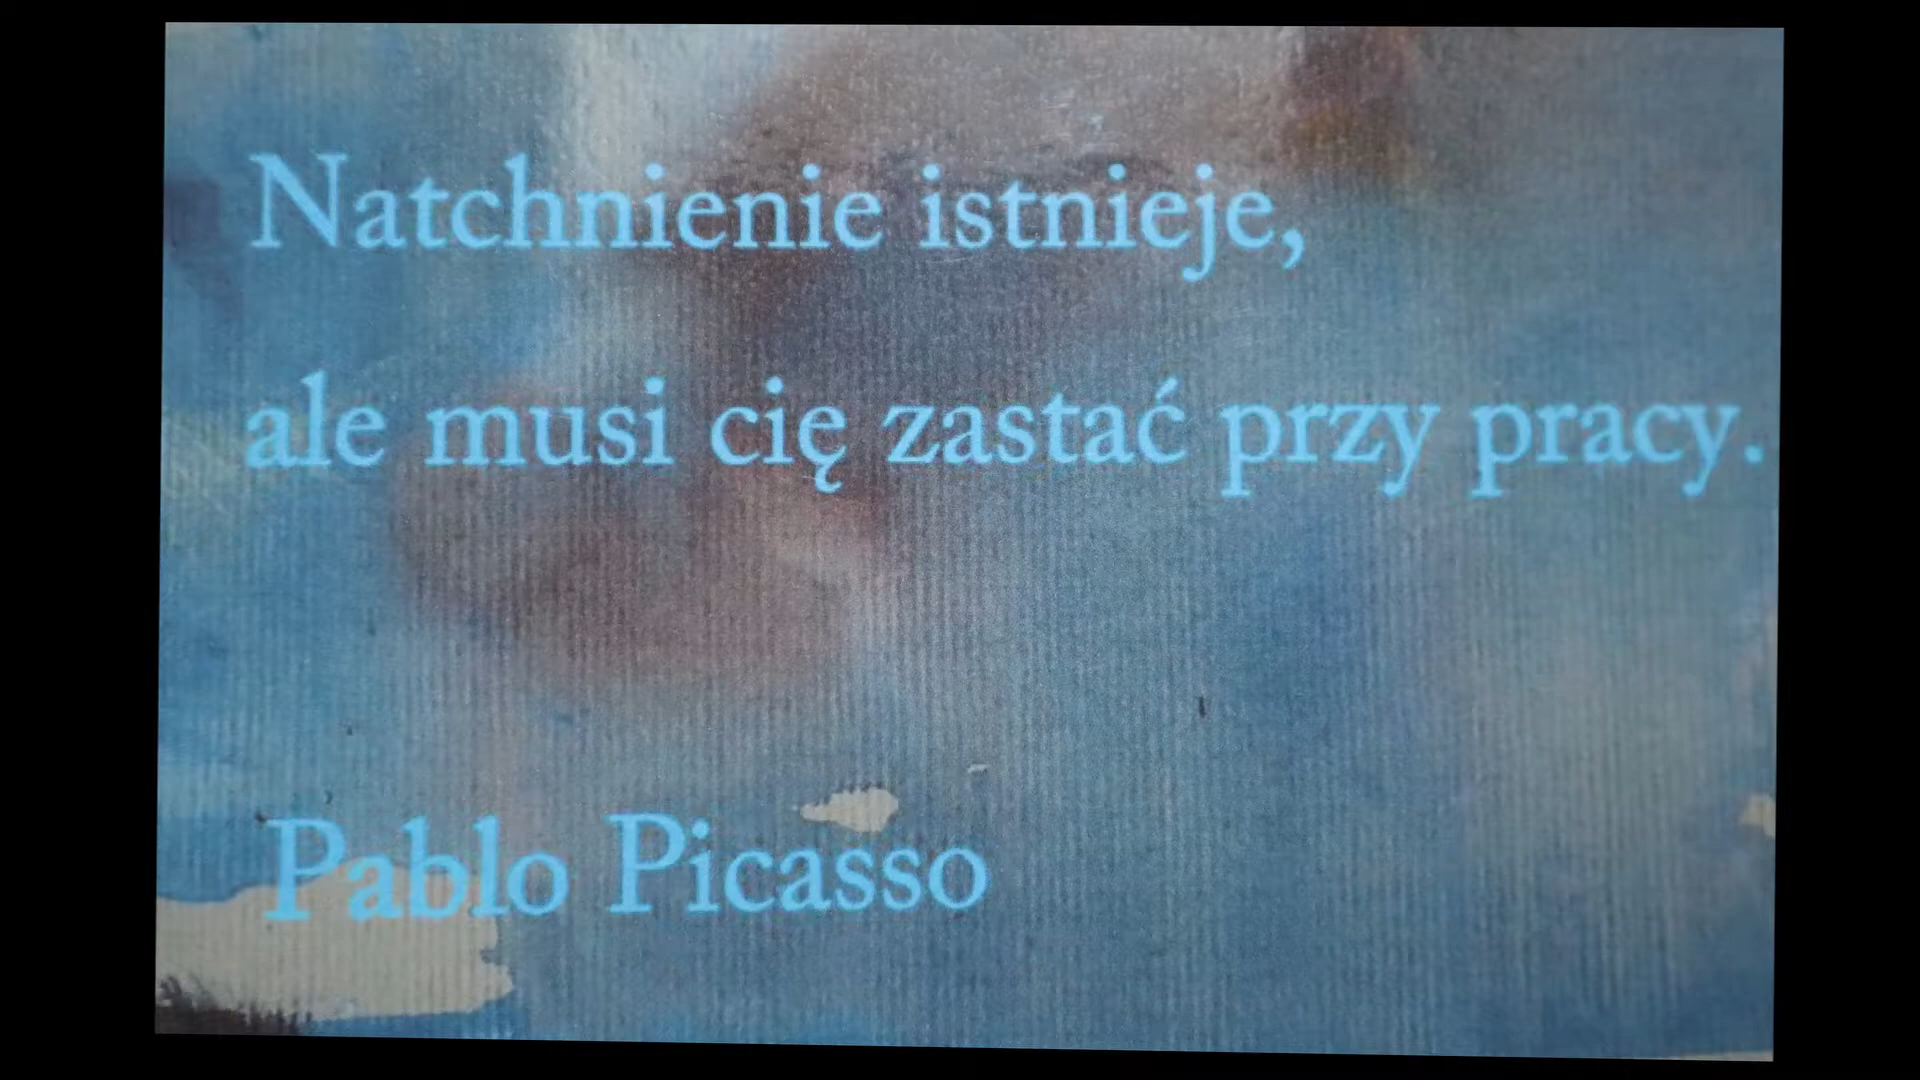 Natchnienie istnieje,
ale musi cię zastać przy pracy.
Pablo Picasso